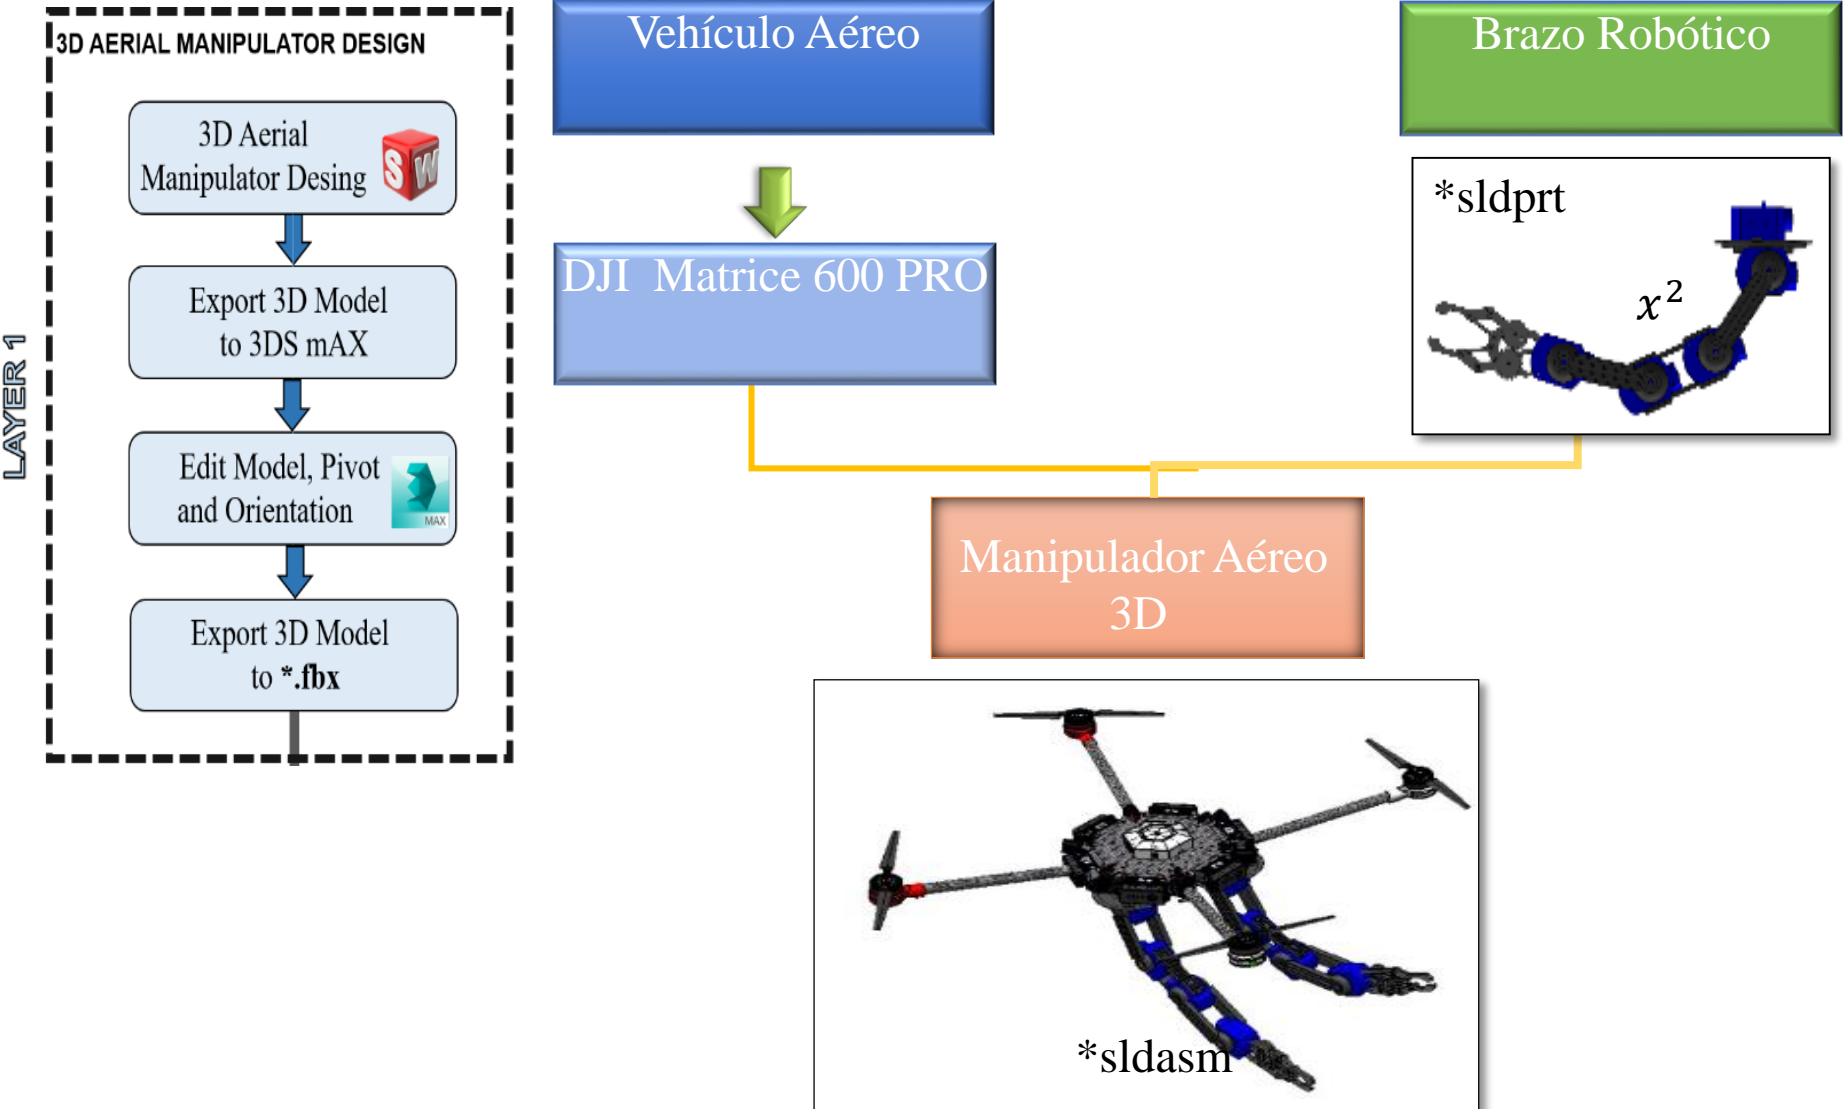 3D AERIAL MANIPULATOR DESIGN
3D Aerial
Manipulator Desing
SW
Export 3D Model
to 3DS mAX
Edit Model, Pivot
and Orientation
MAX
Export 3D Model
to *.fbx
LAYER 1
Vehículo Aéreo
DJI  Matrice 600 PRO
Brazo Robótico
*sldprt
x²
Manipulador Aéreo
3D
*sldasm